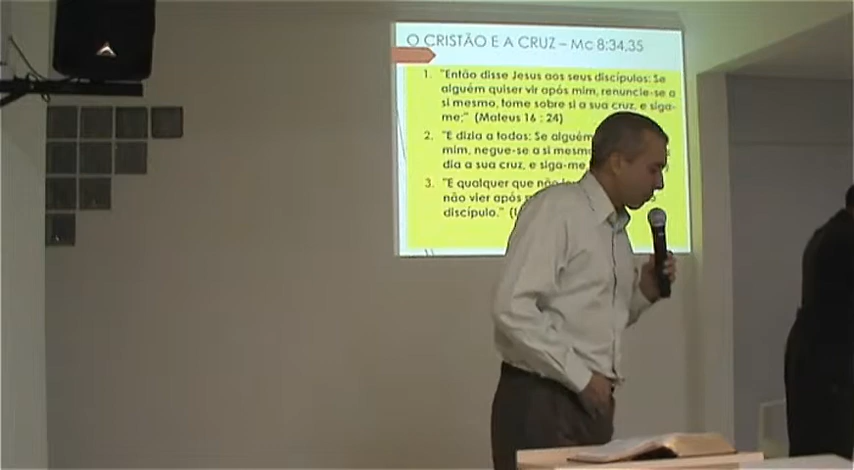 O CRISTÃO E A CRUZ – Mc 8:34,35
1. "Então disse Jesus aos seus discípulos: Se
alguém quiser vir após mim, renuncie-se a
si mesmo, tome sobre si a sua cruz, e siga-
me;" (Mateus 16 : 24)
2. "E dizia a todos: Se alguém
mim, negue-se a si mesmo
dia a sua cruz, e siga-me
3. "E qualquer que não
não vier após
discípulo." (